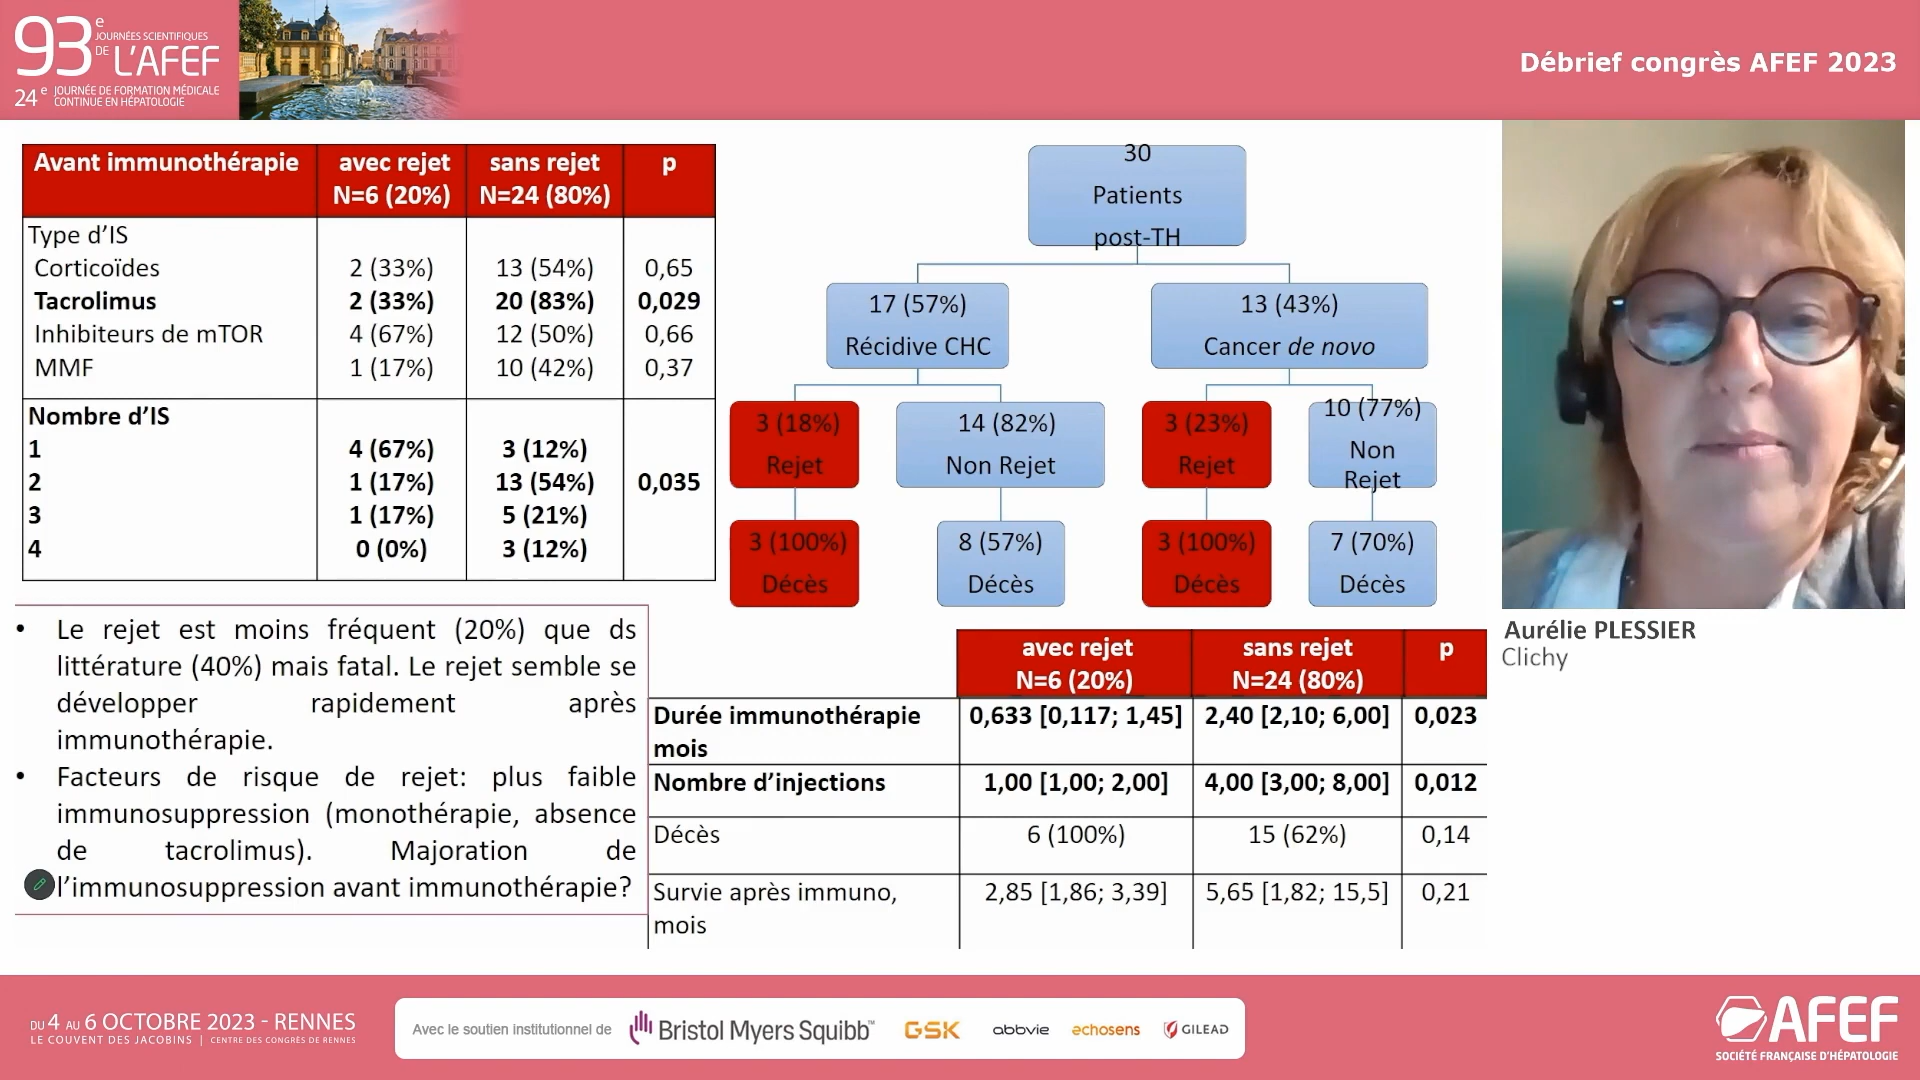 93e JOURNÉES SCIENTIFIQUES
DE L'AFEF
24e JOURNÉE DE FORMATION MÉDICALE
CONTINUE EN HÉPATOLOGIE
Débrief congrès AFEF 2023
Avant immunothérapie avec rejet N=6 (20%) sans rejet N=24 (80%) p
Type d'IS
Corticoïdes 2 (33%) 13 (54%) 0,65
Tacrolimus 2 (33%) 20 (83%) 0,029
Inhibiteurs de mTOR 4 (67%) 12 (50%) 0,66
MMF 1 (17%) 10 (42%) 0,37
Nombre d'IS
1 4 (67%) 3 (12%)
2 1 (17%) 13 (54%) 0,035
3 1 (17%) 5 (21%)
4 0 (0%) 3 (12%)
30
Patients
post-TH
17 (57%)
Récidive CHC
13 (43%)
Cancer de novo
3 (18%)
Rejet
14 (82%)
Non Rejet
3 (23%)
Rejet
10 (77%)
Non
Rejet
3 (100%)
Décès
8 (57%)
Décès
3 (100%)
Décès
7 (70%)
Décès
Aurélie PLESSIER
Clichy
• Le rejet est moins fréquent (20%) que ds
littérature (40%) mais fatal. Le rejet semble se
développer rapidement après
immunothérapie.
• Facteurs de risque de rejet: plus faible
immunosuppression (monothérapie, absence
de tacrolimus). Majoration de
l'immunosuppression avant immunothérapie?
avec rejet N=6 (20%) sans rejet N=24 (80%) p
Durée immunothérapie mois 0,633 [0,117; 1,45] 2,40 [2,10; 6,00] 0,023
Nombre d'injections 1,00 [1,00; 2,00] 4,00 [3,00; 8,00] 0,012
Décès 6 (100%) 15 (62%) 0,14
Survie après immuno, mois 2,85 [1,86; 3,39] 5,65 [1,82; 15,5] 0,21
DU 4 AU 6 OCTOBRE 2023 - RENNES
LE COUVENT DES JACOBINS | CENTRE DES CONGRÈS DE RENNES
Avec le soutien institutionnel de Bristol Myers Squibb™ GSK abbvie echosens GILEAD
AFEF
SOCIÉTÉ FRANÇAISE D'HÉPATOLOGIE